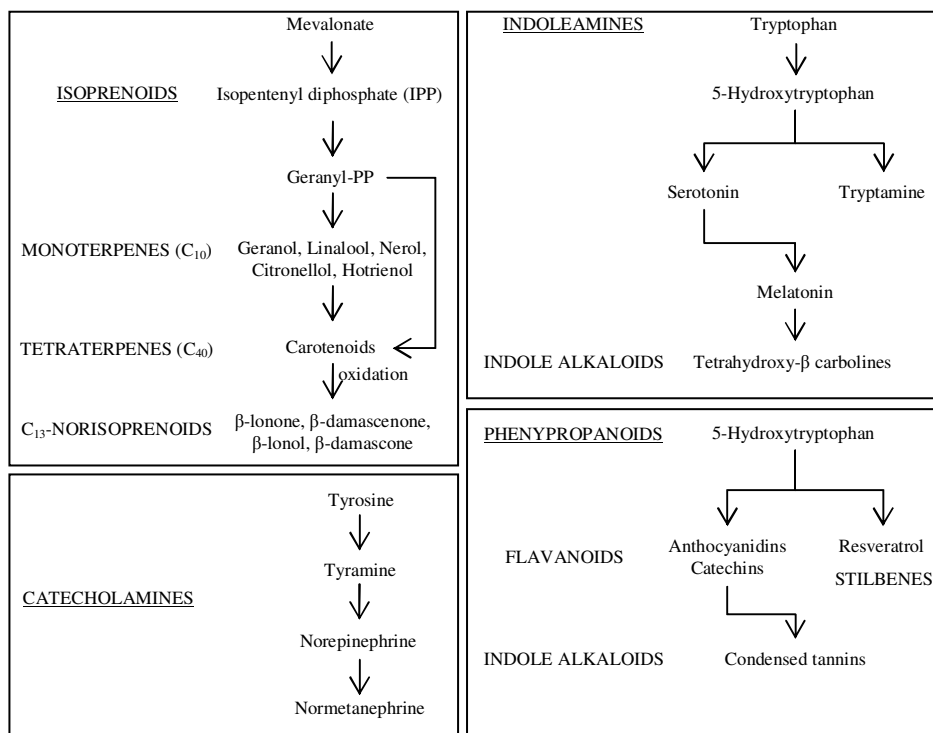 Mevalonate
ISOPRENOIDS
Isopentenyl diphosphate (IPP)
Geranyl-PP
MONOTERPENES (C₁₀)
Geranol, Linalool, Nerol,
Citronellol, Hotrienol
TETRATERPENES (C₄₀)
Carotenoids
oxidation
C₁₃-NORISOPRENOIDS
β-lonone, β-damascenone,
β-lonol, β-damascone
INDOLEAMINES
Tryptophan
5-Hydroxytryptophan
Serotonin
Tryptamine
Melatonin
INDOLE ALKALOIDS
Tetrahydroxy-β carbolines
CATECHOLAMINES
Tyrosine
Tyramine
Norepinephrine
Normetanephrine
PHENYPROPANOIDS
5-Hydroxytryptophan
FLAVANOIDS
Anthocyanidins
Catechins
Resveratrol
STILBENES
INDOLE ALKALOIDS
Condensed tannins